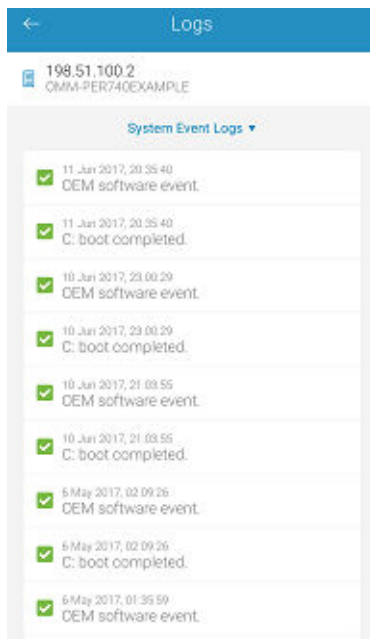 Logs
198.51.100.2
OMM-PER740EXAMPLE
System Event Logs
11 Jun 2017, 20:35:40
OEM software event.
11 Jun 2017, 20:35:40
C: boot completed.
10 Jun 2017, 23:00:29
OEM software event.
10 Jun 2017, 23:00:29
C: boot completed.
10 Jun 2017, 21:03:55
OEM software event.
10 Jun 2017, 21:03:55
C: boot completed.
6 May 2017, 02:09:26
OEM software event.
6 May 2017, 02:09:26
C: boot completed.
6 May 2017, 01:35:59
OEM software event.